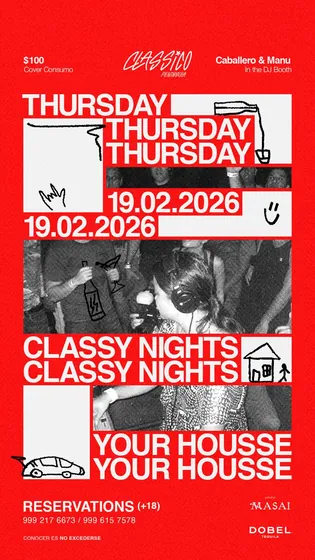 $100
Cover Consumo
CLASSICO
Caballero & Manu
In the DJ Booth
THURSDAY
THURSDAY
THURSDAY
19.02.2026
19.02.2026
CLASSY NIGHTS
CLASSY NIGHTS
YOUR HOUSSE
YOUR HOUSSE
RESERVATIONS (+18)
999 217 6673 / 999 615 7578
CONOCER ES NO EXCEDERSE
MASAI
DOBEL
TEQUILA